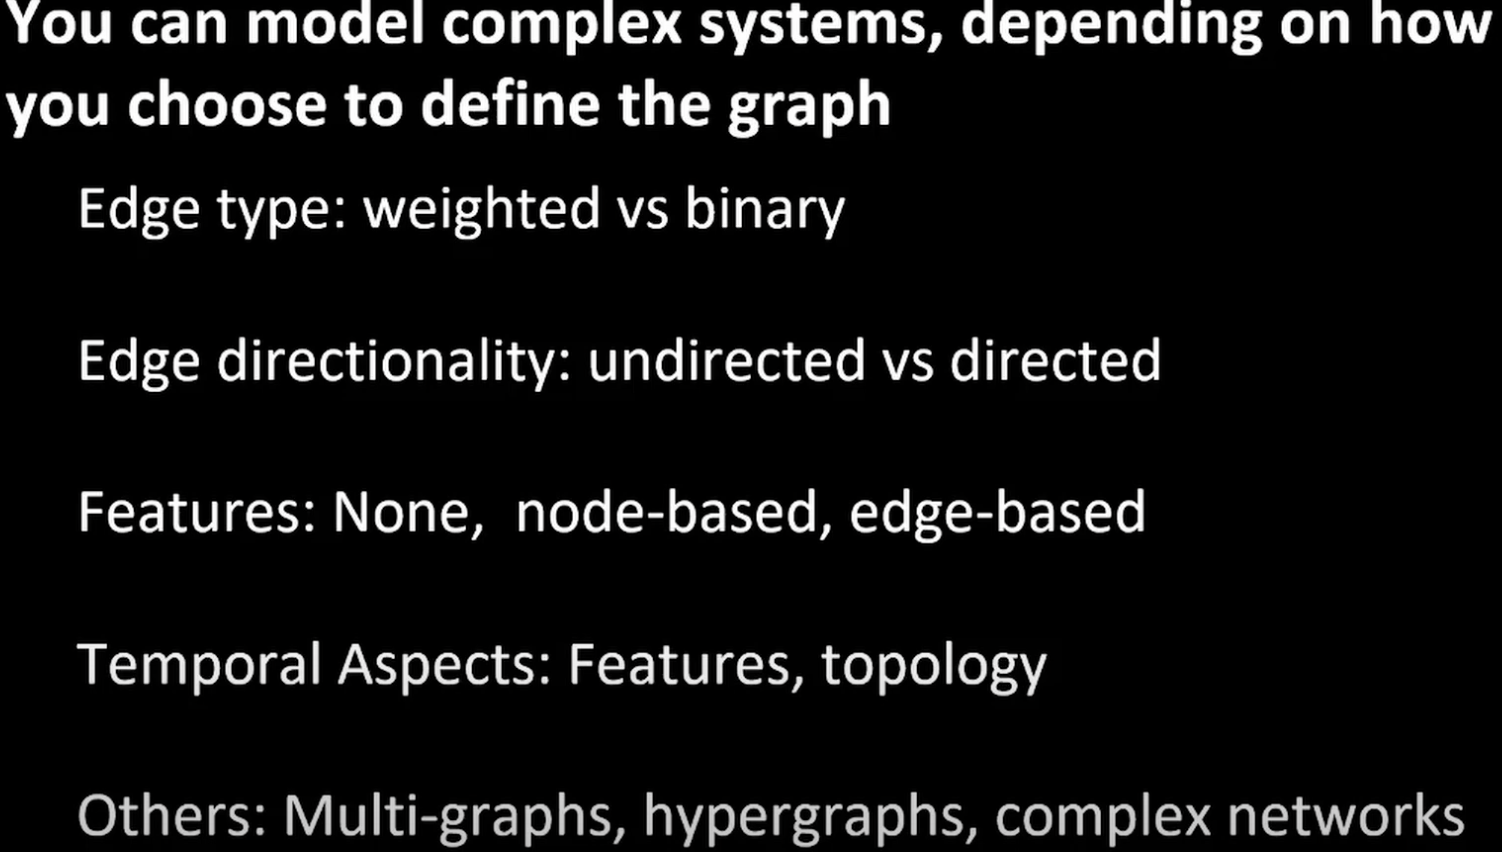 You can model complex systems, depending on how
you choose to define the graph
Edge type: weighted vs binary
Edge directionality: undirected vs directed
Features: None,  node-based, edge-based
Temporal Aspects: Features, topology
Others: Multi-graphs, hypergraphs, complex networks